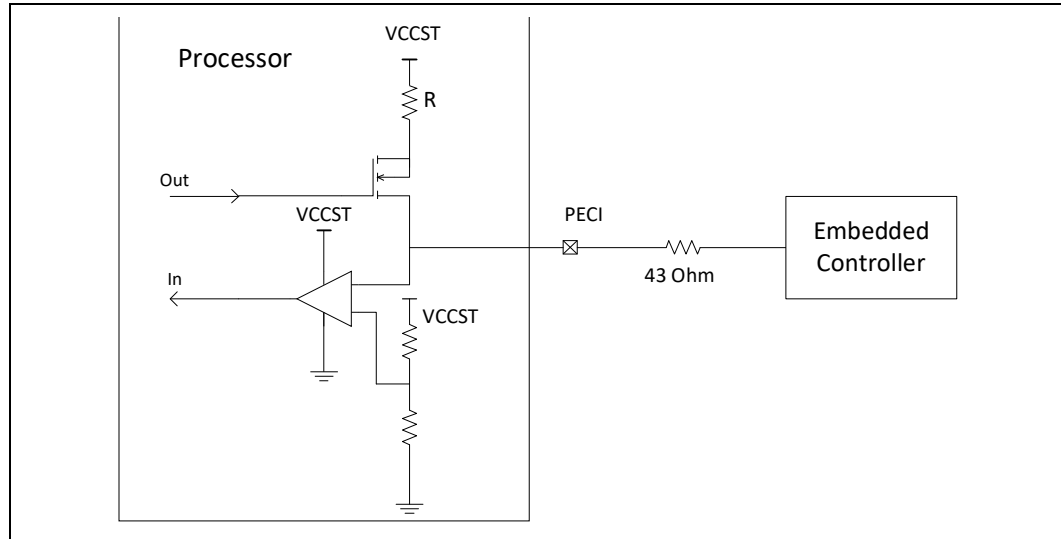 VCCST
Processor
R
Out
VCCST
PECI
Embedded
Controller
In
43 Ohm
VCCST